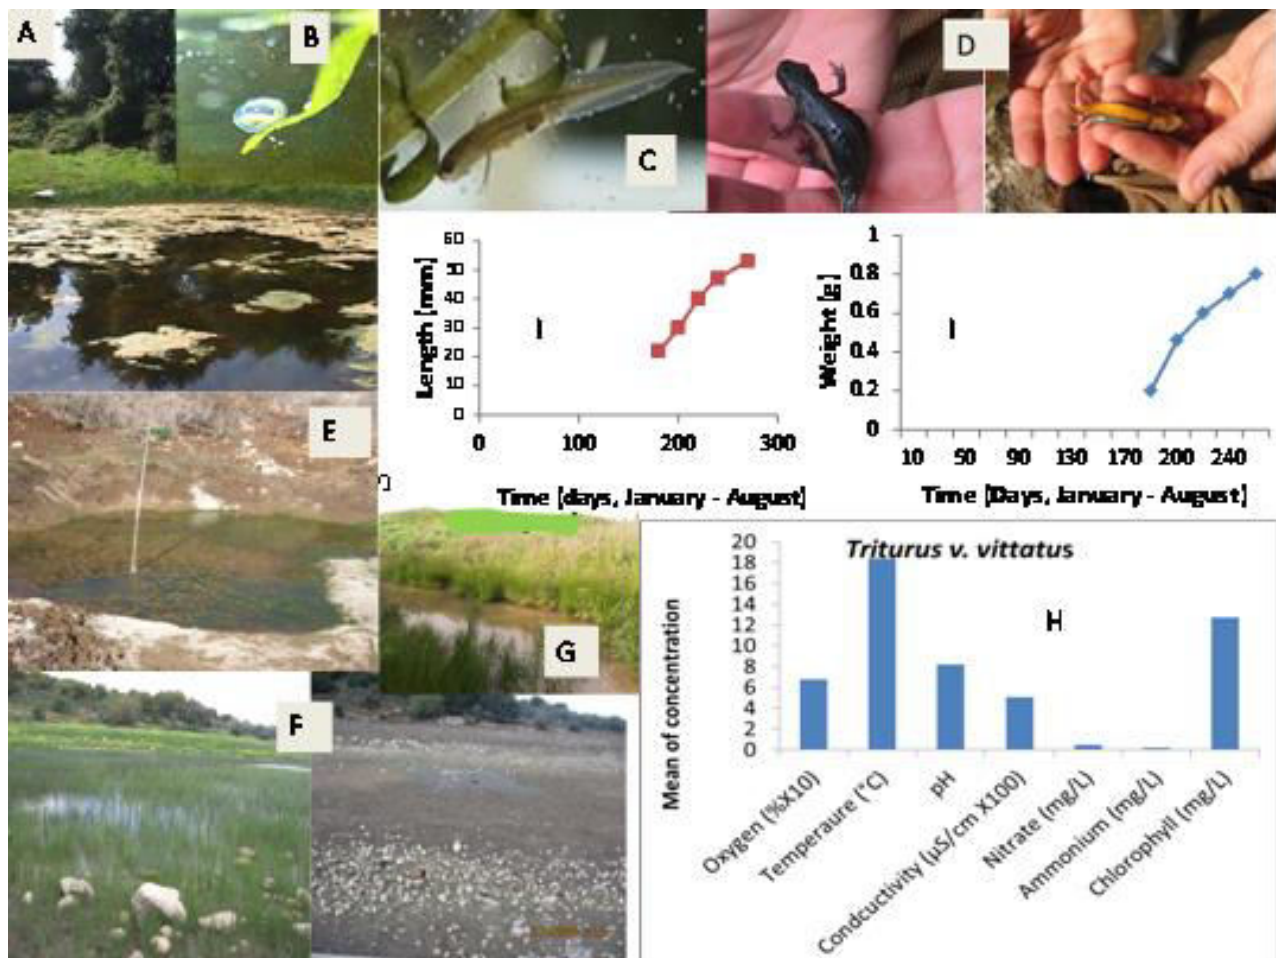 A
B
C
D
60
50
40
30
20
10
0
Length [mm]
I
0 100 200 300
Time [days, January - August]
1
0.8
0.6
0.4
0.2
0
Weight [g]
I
10 50 90 130 170 200 240
Time [Days, January - August]
E
G
F
Triturus v. vittatus
H
20
18
16
14
12
10
8
6
4
2
0
Mean of concentration
Oxygen (%X10)
Temperaure (°C)
pH
Condcuctivity (µS/cm X100)
Nitrate (mg/L)
Ammonium (mg/L)
Chlorophyll (mg/L)